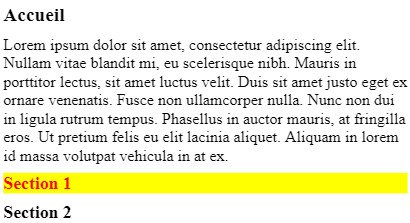 Accueil
Lorem ipsum dolor sit amet, consectetur adipiscing elit.
Nullam vitae blandit mi, eu scelerisque nibh. Mauris in
porttitor lectus, sit amet luctus velit. Duis sit amet justo eget ex
ornare venenatis. Fusce non ullamcorper nulla. Nunc non dui
in ligula rutrum tempus. Phasellus in auctor mauris, at fringilla
eros. Ut pretium felis eu elit lacinia aliquet. Aliquam in lorem
id massa volutpat vehicula in at ex.
Section 1
Section 2